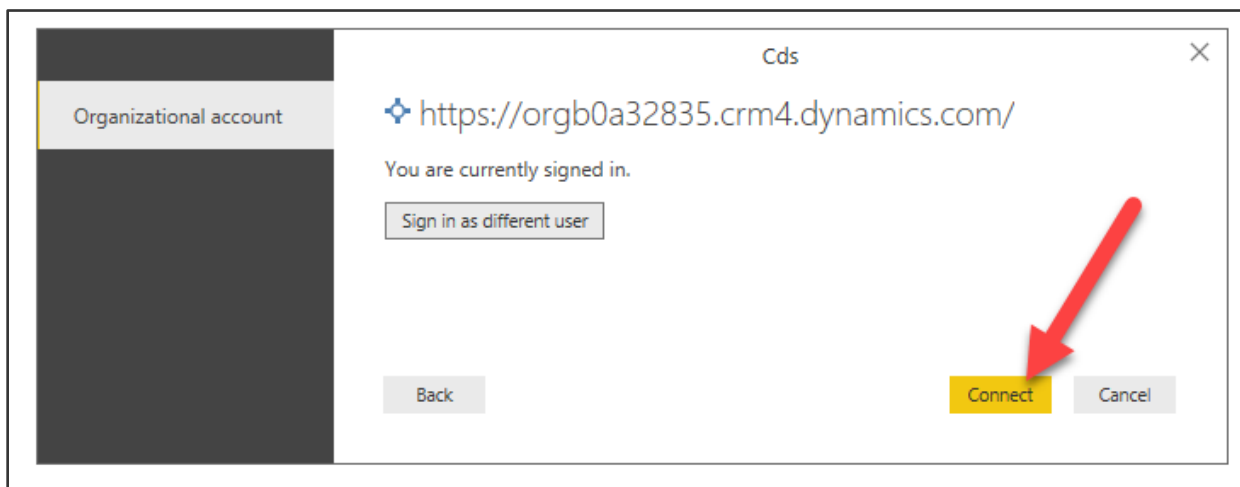 Cds
Organizational account
https://orgb0a32835.crm4.dynamics.com/
You are currently signed in.
Sign in as different user
Back
Connect
Cancel